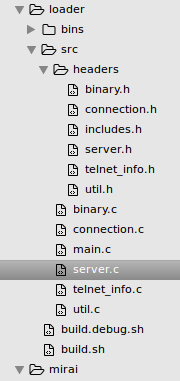 loader
bins
src
headers
binary.h
connection.h
includes.h
server.h
telnet_info.h
util.h
binary.c
connection.c
main.c
server.c
telnet_info.c
util.c
build.debug.sh
build.sh
mirai